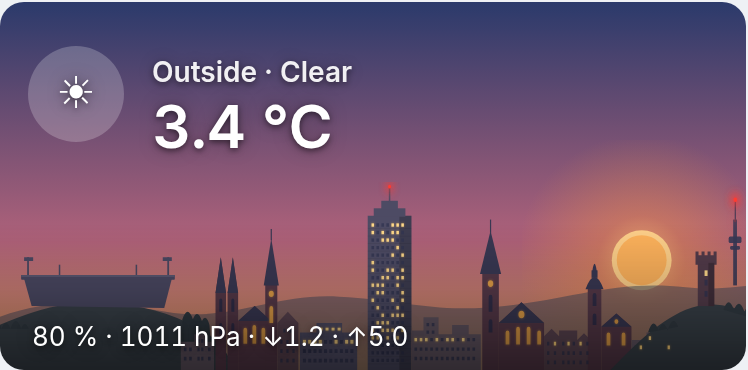 Outside · Clear
3.4 °C
80 % · 1011 hPa · ↓1.2 · ↑5.0